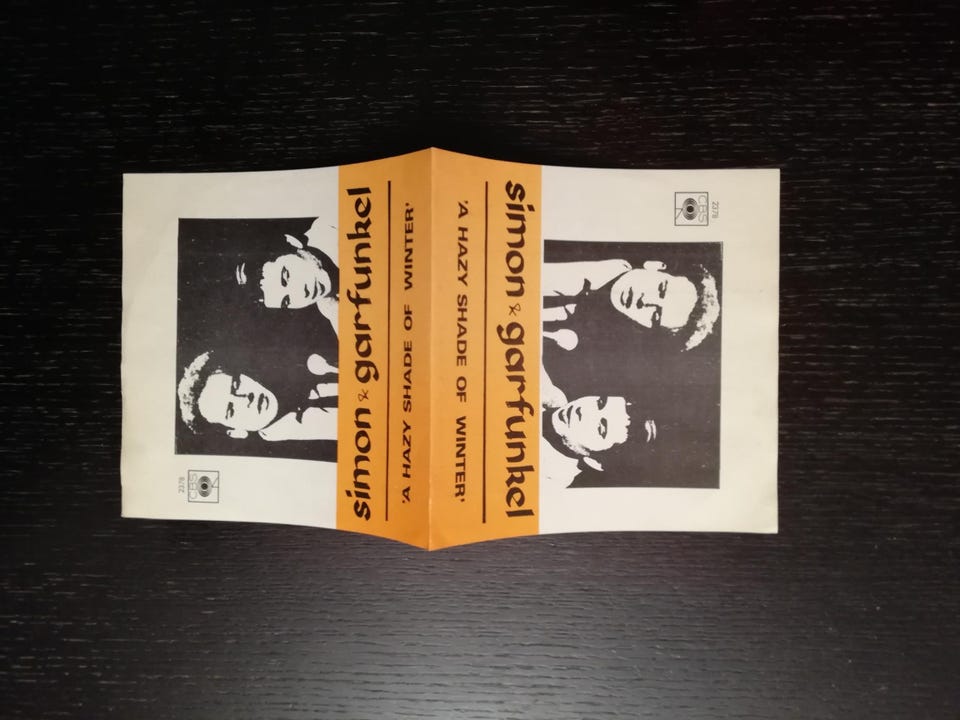 CBS
2378
simon & garfunkel
'A HAZY SHADE OF WINTER'
CBS
2378
simon & garfunkel
'A HAZY SHADE OF WINTER'